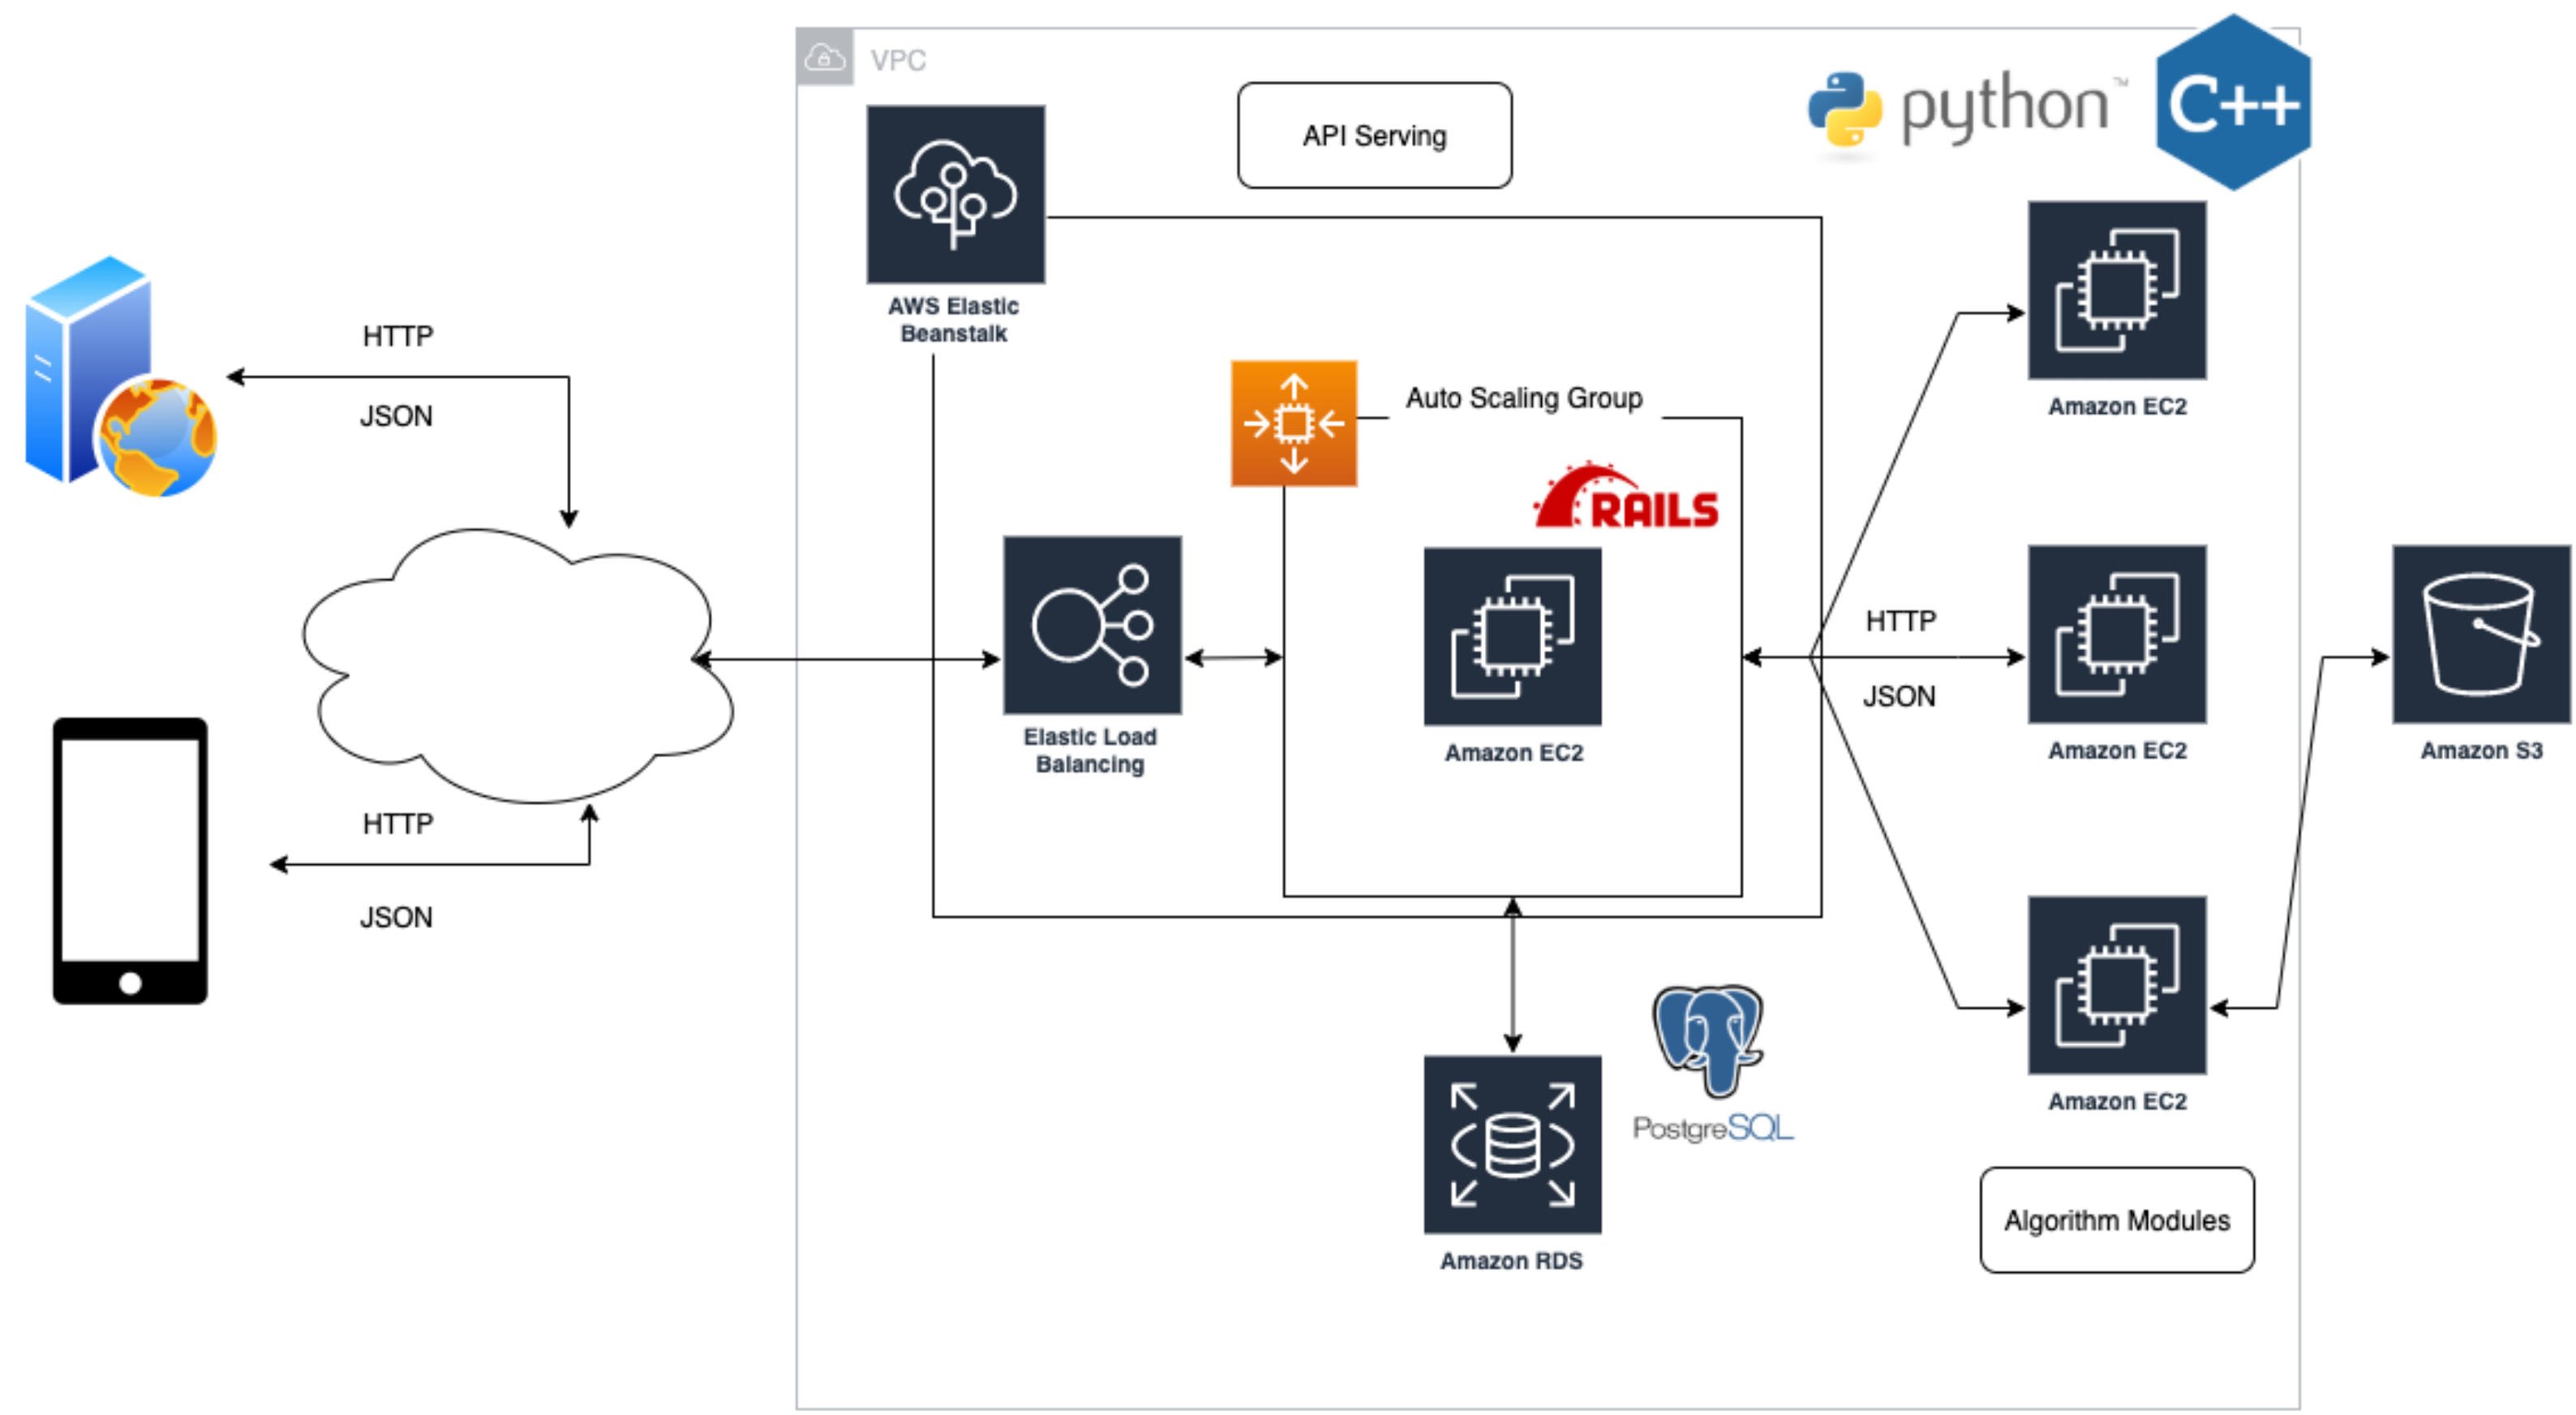 VPC
API Serving
python™
C++
AWS Elastic
Beanstalk
HTTP
JSON
Auto Scaling Group
RAILS
Amazon EC2
Elastic Load
Balancing
Amazon EC2
HTTP
JSON
Amazon EC2
Amazon S3
HTTP
JSON
PostgreSQL
Amazon EC2
Amazon RDS
Algorithm Modules